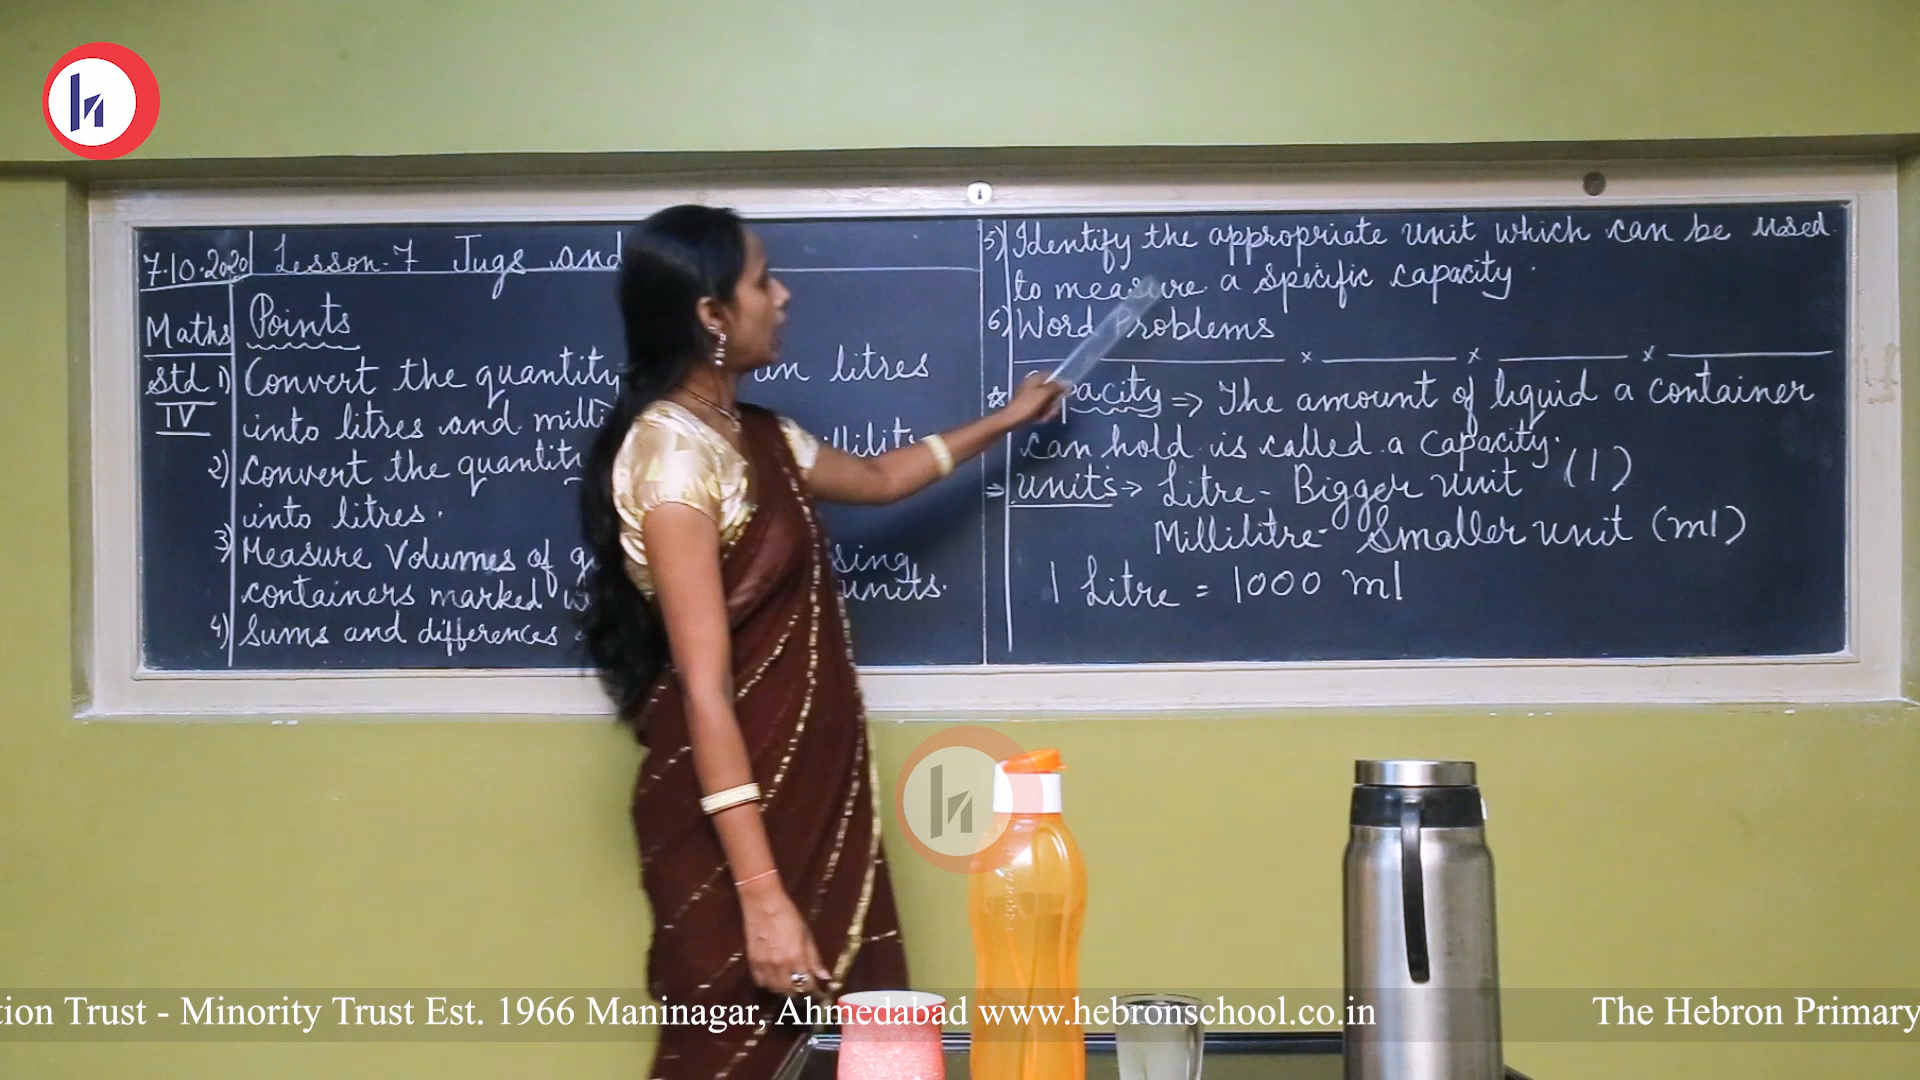 7.10.2020 Lesson-7 Jugs and
Maths
Std
IV
Points
1) Convert the quantity in litres
into litres and milli
2) Convert the quantity
into litres.
3) Measure Volumes of
containers marked units.
4) Sums and differences
5) Identify the appropriate unit which can be used.
to measure a specific capacity.
6) Word Problems
x x x
pacity => The amount of liquid a container
can hold is called a capacity.
=> units => Litre - Bigger unit (l)
Millilitre - Smaller unit (ml)
1 Litre = 1000 ml
tion Trust - Minority Trust Est. 1966 Maninagar, Ahmedabad www.hebronschool.co.in The Hebron Primary